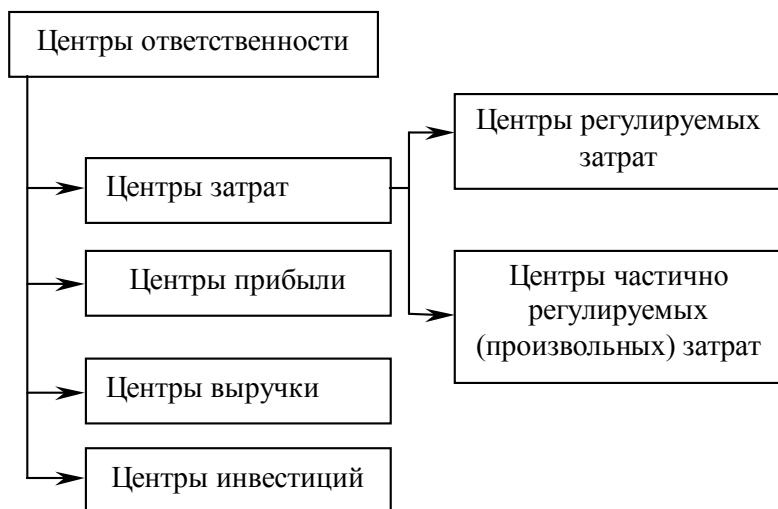 Центры ответственности
Центры регулируемых
затрат
Центры затрат
Центры прибыли
Центры частично
регулируемых
(произвольных) затрат
Центры выручки
Центры инвестиций